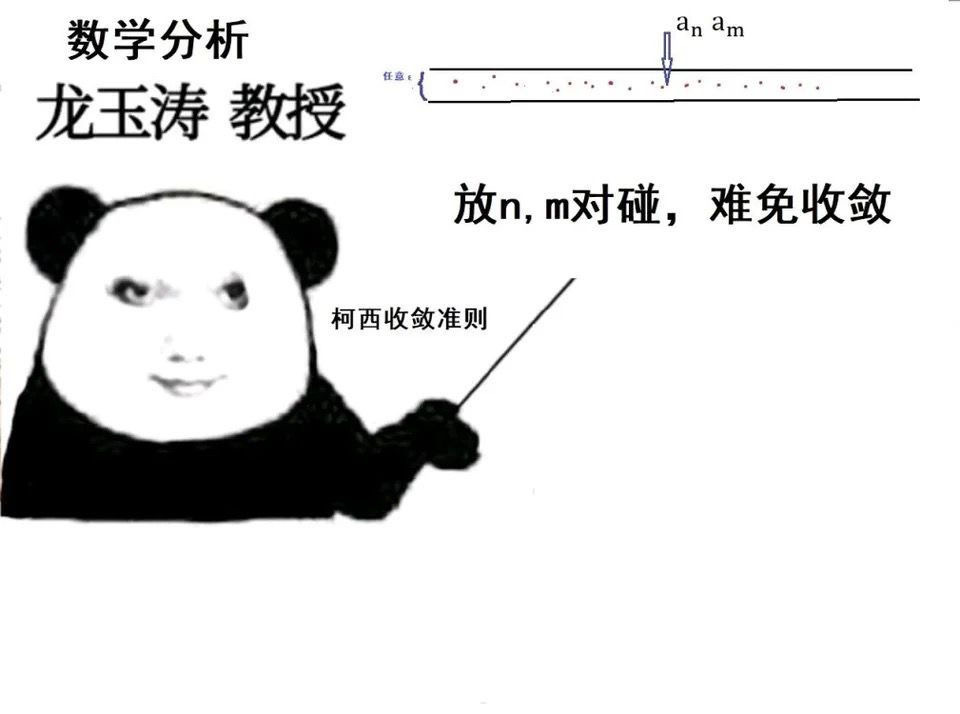 数学分析
龙玉涛 教授
aₙ aₘ
任意 ε
放n,m对碰，难免收敛
柯西收敛准则